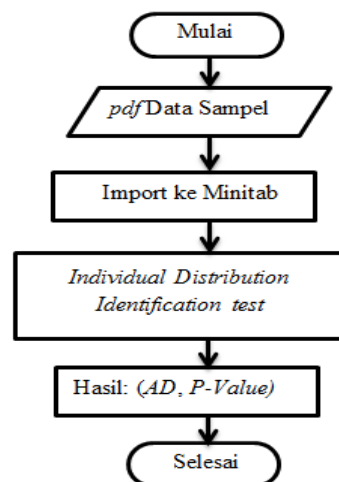 Mulai
pdf Data Sampel
Import ke Minitab
Individual Distribution
Identification test
Hasil: (AD, P-Value)
Selesai